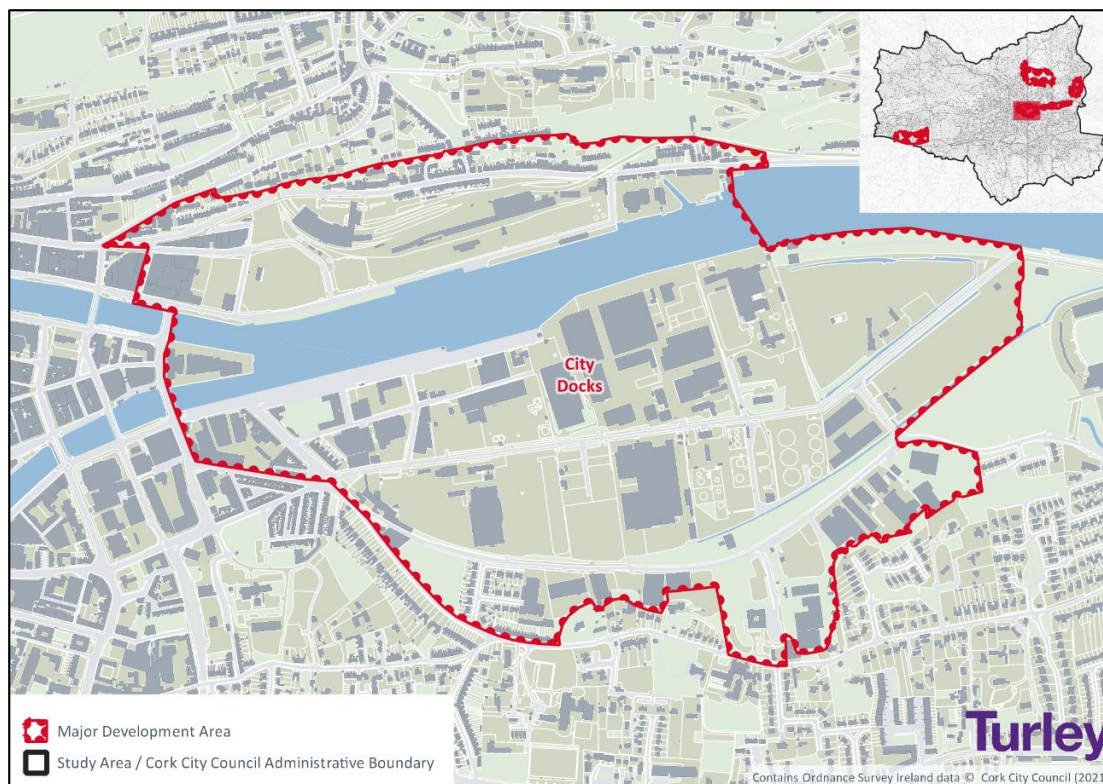 City
Docks
Major Development Area
Study Area / Cork City Council Administrative Boundary
Turley
Contains Ordnance Survey Ireland data © Cork City Council (202